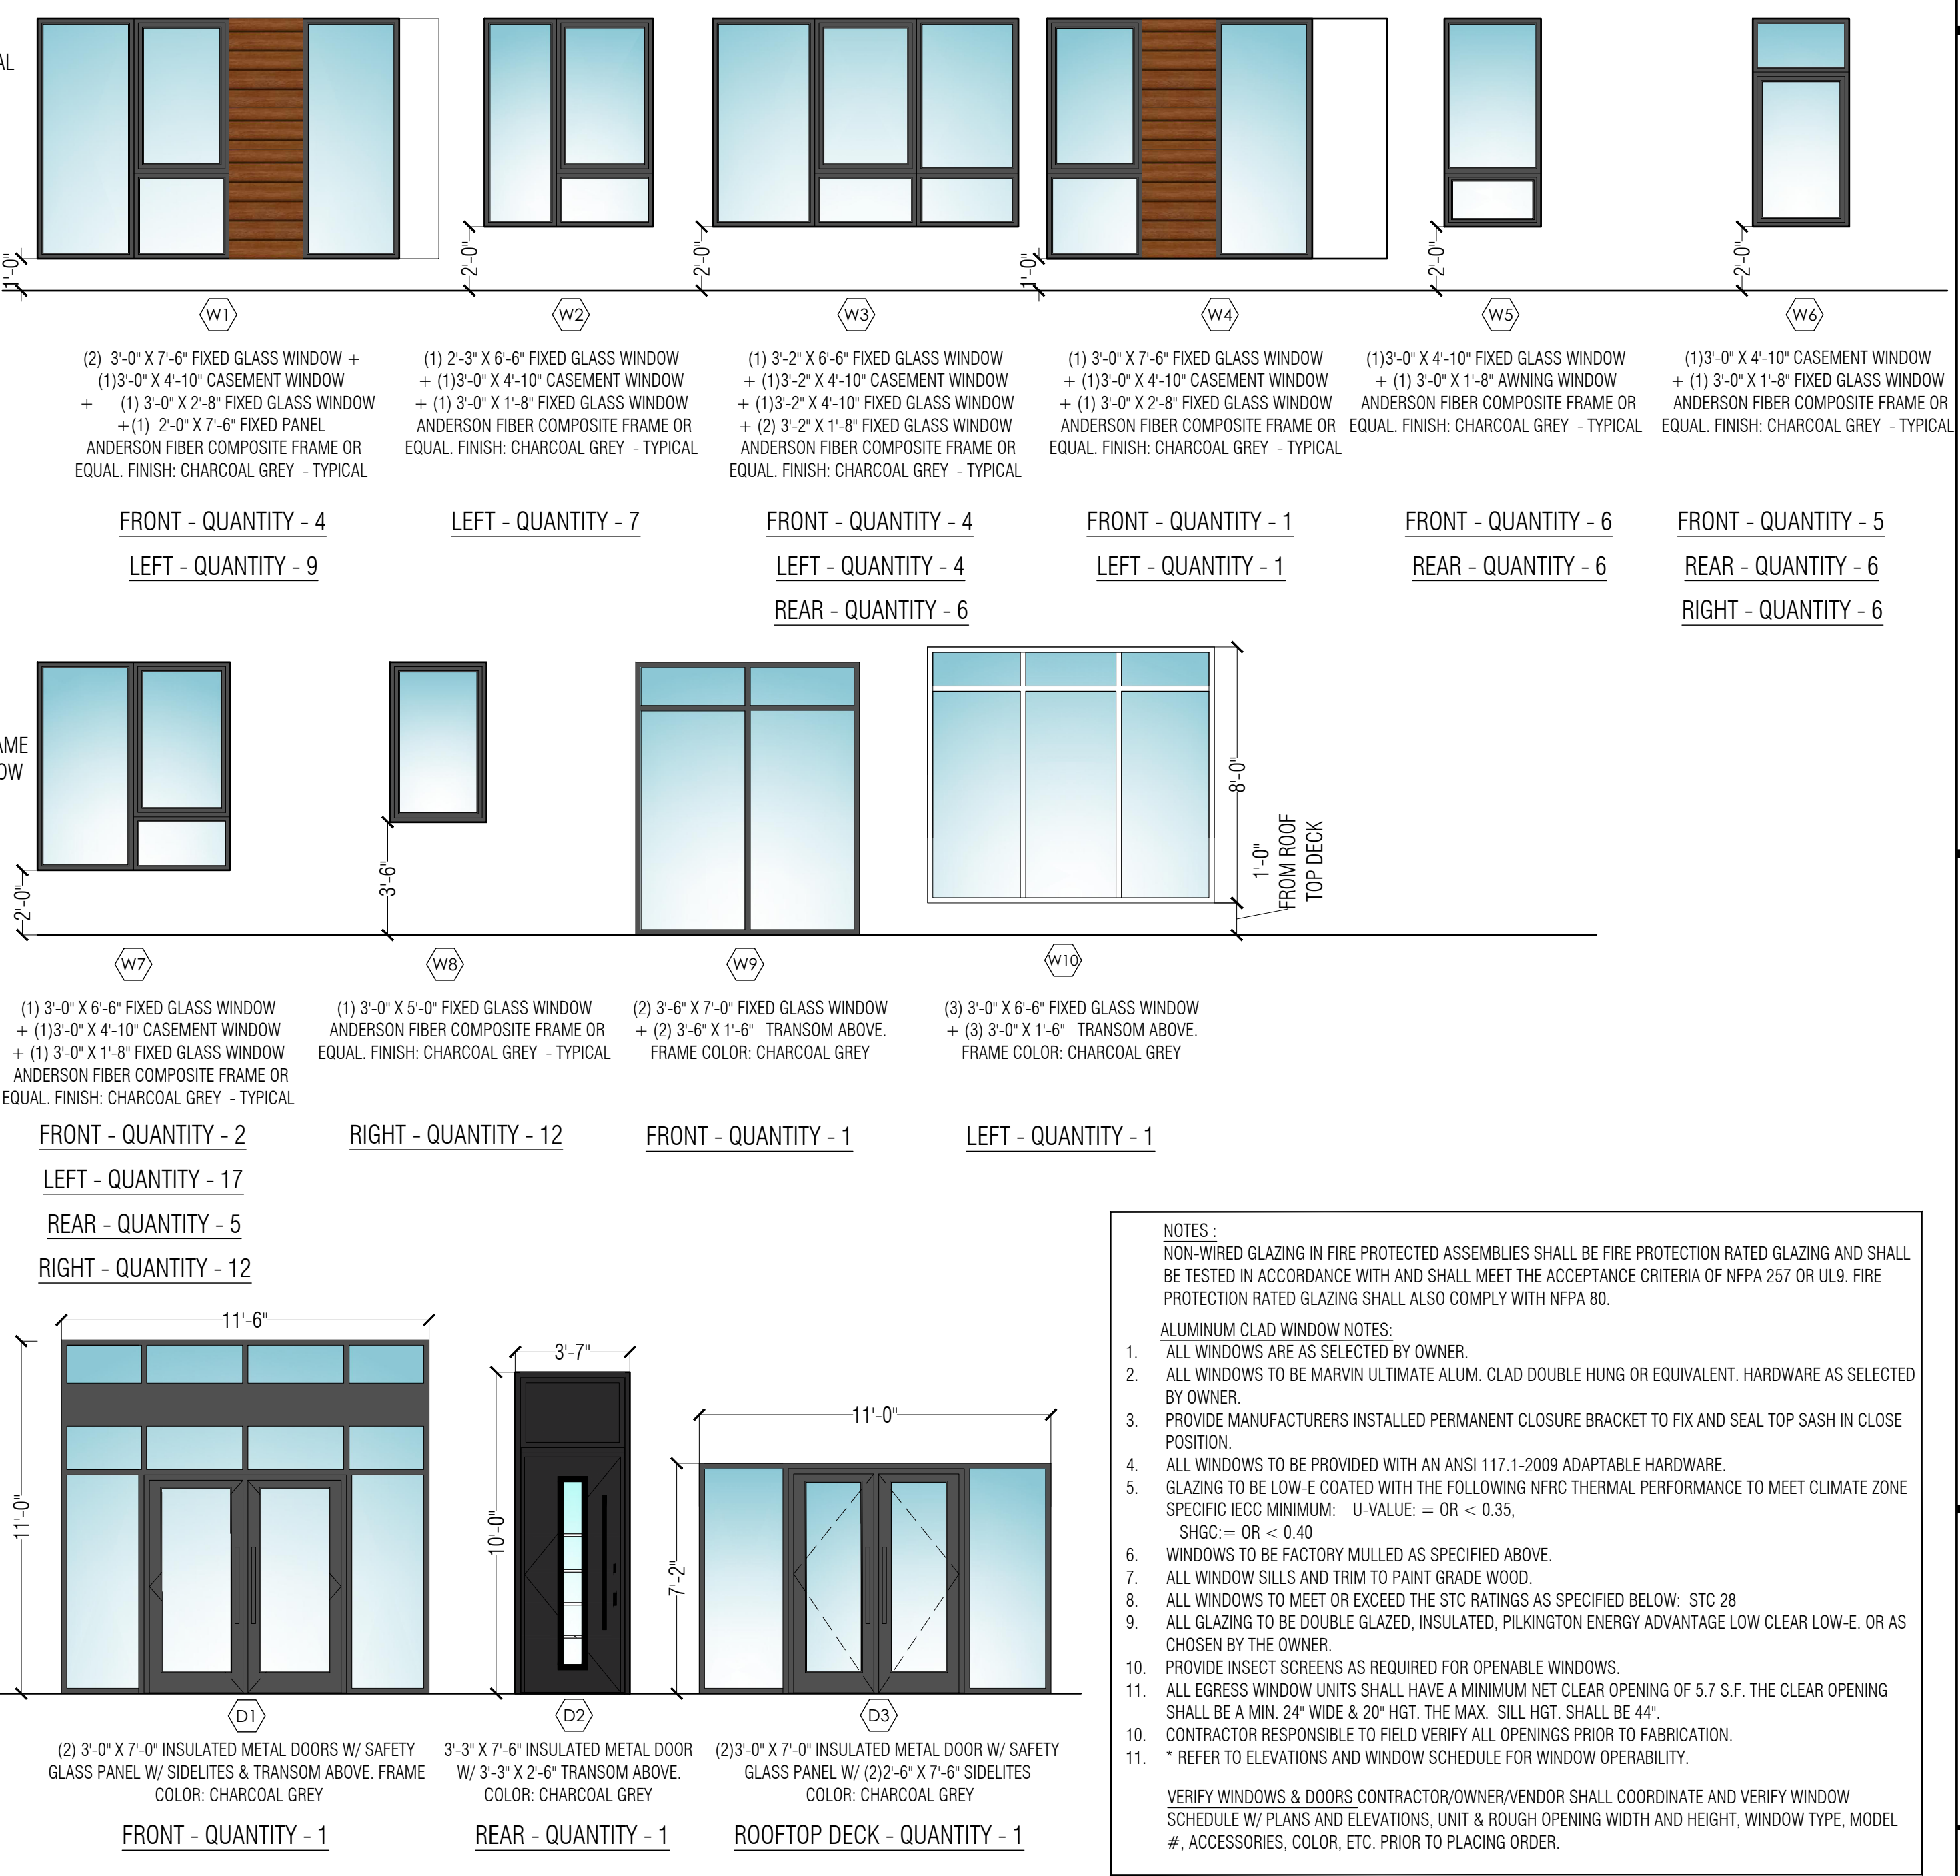 AL
1'-0"
2'-0"
2'-0"
1'-0"
2'-0"
2'-0"
W1
(2) 3'-0" X 7'-6" FIXED GLASS WINDOW +
(1)3'-0" X 4'-10" CASEMENT WINDOW
+ (1) 3'-0" X 2'-8" FIXED GLASS WINDOW
+(1) 2'-0" X 7'-6" FIXED PANEL
ANDERSON FIBER COMPOSITE FRAME OR
EQUAL. FINISH: CHARCOAL GREY - TYPICAL
FRONT - QUANTITY - 4
LEFT - QUANTITY - 9
W2
(1) 2'-3" X 6'-6" FIXED GLASS WINDOW
+ (1)3'-0" X 4'-10" CASEMENT WINDOW
+ (1) 3'-0" X 1'-8" FIXED GLASS WINDOW
ANDERSON FIBER COMPOSITE FRAME OR
EQUAL. FINISH: CHARCOAL GREY - TYPICAL
LEFT - QUANTITY - 7
W3
(1) 3'-2" X 6'-6" FIXED GLASS WINDOW
+ (1)3'-2" X 4'-10" CASEMENT WINDOW
+ (1)3'-2" X 4'-10" FIXED GLASS WINDOW
+ (2) 3'-2" X 1'-8" FIXED GLASS WINDOW
ANDERSON FIBER COMPOSITE FRAME OR
EQUAL. FINISH: CHARCOAL GREY - TYPICAL
FRONT - QUANTITY - 4
LEFT - QUANTITY - 4
REAR - QUANTITY - 6
W4
(1) 3'-0" X 7'-6" FIXED GLASS WINDOW
+ (1)3'-0" X 4'-10" CASEMENT WINDOW
+ (1) 3'-0" X 2'-8" FIXED GLASS WINDOW
ANDERSON FIBER COMPOSITE FRAME OR
EQUAL. FINISH: CHARCOAL GREY - TYPICAL
FRONT - QUANTITY - 1
LEFT - QUANTITY - 1
W5
(1)3'-0" X 4'-10" FIXED GLASS WINDOW
+ (1) 3'-0" X 1'-8" AWNING WINDOW
ANDERSON FIBER COMPOSITE FRAME OR
EQUAL. FINISH: CHARCOAL GREY - TYPICAL
FRONT - QUANTITY - 6
REAR - QUANTITY - 6
W6
(1)3'-0" X 4'-10" CASEMENT WINDOW
+ (1) 3'-0" X 1'-8" FIXED GLASS WINDOW
ANDERSON FIBER COMPOSITE FRAME OR
EQUAL. FINISH: CHARCOAL GREY - TYPICAL
FRONT - QUANTITY - 5
REAR - QUANTITY - 6
RIGHT - QUANTITY - 6
AME
OW
2'-0"
3'-6"
8'-0"
1'-0"
FROM ROOF
TOP DECK
W7
(1) 3'-0" X 6'-6" FIXED GLASS WINDOW
+ (1)3'-0" X 4'-10" CASEMENT WINDOW
+ (1) 3'-0" X 1'-8" FIXED GLASS WINDOW
ANDERSON FIBER COMPOSITE FRAME OR
EQUAL. FINISH: CHARCOAL GREY - TYPICAL
FRONT - QUANTITY - 2
LEFT - QUANTITY - 17
REAR - QUANTITY - 5
RIGHT - QUANTITY - 12
W8
(1) 3'-0" X 5'-0" FIXED GLASS WINDOW
ANDERSON FIBER COMPOSITE FRAME OR
EQUAL. FINISH: CHARCOAL GREY - TYPICAL
RIGHT - QUANTITY - 12
W9
(2) 3'-6" X 7'-0" FIXED GLASS WINDOW
+ (2) 3'-6" X 1'-6" TRANSOM ABOVE.
FRAME COLOR: CHARCOAL GREY
FRONT - QUANTITY - 1
W10
(3) 3'-0" X 6'-6" FIXED GLASS WINDOW
+ (3) 3'-0" X 1'-6" TRANSOM ABOVE.
FRAME COLOR: CHARCOAL GREY
LEFT - QUANTITY - 1
11'-6"
11'-0"
D1
(2) 3'-0" X 7'-0" INSULATED METAL DOORS W/ SAFETY
GLASS PANEL W/ SIDELITES & TRANSOM ABOVE. FRAME
COLOR: CHARCOAL GREY
FRONT - QUANTITY - 1
3'-7"
10'-0"
D2
3'-3" X 7'-6" INSULATED METAL DOOR
W/ 3'-3" X 2'-6" TRANSOM ABOVE.
COLOR: CHARCOAL GREY
REAR - QUANTITY - 1
11'-0"
7'-2"
D3
(2)3'-0" X 7'-0" INSULATED METAL DOOR W/ SAFETY
GLASS PANEL W/ (2)2'-6" X 7'-6" SIDELITES
COLOR: CHARCOAL GREY
ROOFTOP DECK - QUANTITY - 1
NOTES :
NON-WIRED GLAZING IN FIRE PROTECTED ASSEMBLIES SHALL BE FIRE PROTECTION RATED GLAZING AND SHALL
BE TESTED IN ACCORDANCE WITH AND SHALL MEET THE ACCEPTANCE CRITERIA OF NFPA 257 OR UL9. FIRE
PROTECTION RATED GLAZING SHALL ALSO COMPLY WITH NFPA 80.
ALUMINUM CLAD WINDOW NOTES:
1. ALL WINDOWS ARE AS SELECTED BY OWNER.
2. ALL WINDOWS TO BE MARVIN ULTIMATE ALUM. CLAD DOUBLE HUNG OR EQUIVALENT. HARDWARE AS SELECTED
BY OWNER.
3. PROVIDE MANUFACTURERS INSTALLED PERMANENT CLOSURE BRACKET TO FIX AND SEAL TOP SASH IN CLOSE
POSITION.
4. ALL WINDOWS TO BE PROVIDED WITH AN ANSI 117.1-2009 ADAPTABLE HARDWARE.
5. GLAZING TO BE LOW-E COATED WITH THE FOLLOWING NFRC THERMAL PERFORMANCE TO MEET CLIMATE ZONE
SPECIFIC IECC MINIMUM: U-VALUE: = OR < 0.35,
SHGC:= OR < 0.40
6. WINDOWS TO BE FACTORY MULLED AS SPECIFIED ABOVE.
7. ALL WINDOW SILLS AND TRIM TO PAINT GRADE WOOD.
8. ALL WINDOWS TO MEET OR EXCEED THE STC RATINGS AS SPECIFIED BELOW: STC 28
9. ALL GLAZING TO BE DOUBLE GLAZED, INSULATED, PILKINGTON ENERGY ADVANTAGE LOW CLEAR LOW-E. OR AS
CHOSEN BY THE OWNER.
10. PROVIDE INSECT SCREENS AS REQUIRED FOR OPENABLE WINDOWS.
11. ALL EGRESS WINDOW UNITS SHALL HAVE A MINIMUM NET CLEAR OPENING OF 5.7 S.F. THE CLEAR OPENING
SHALL BE A MIN. 24" WIDE & 20" HGT. THE MAX. SILL HGT. SHALL BE 44".
10. CONTRACTOR RESPONSIBLE TO FIELD VERIFY ALL OPENINGS PRIOR TO FABRICATION.
11. * REFER TO ELEVATIONS AND WINDOW SCHEDULE FOR WINDOW OPERABILITY.
VERIFY WINDOWS & DOORS CONTRACTOR/OWNER/VENDOR SHALL COORDINATE AND VERIFY WINDOW
SCHEDULE W/ PLANS AND ELEVATIONS, UNIT & ROUGH OPENING WIDTH AND HEIGHT, WINDOW TYPE, MODEL
#, ACCESSORIES, COLOR, ETC. PRIOR TO PLACING ORDER.